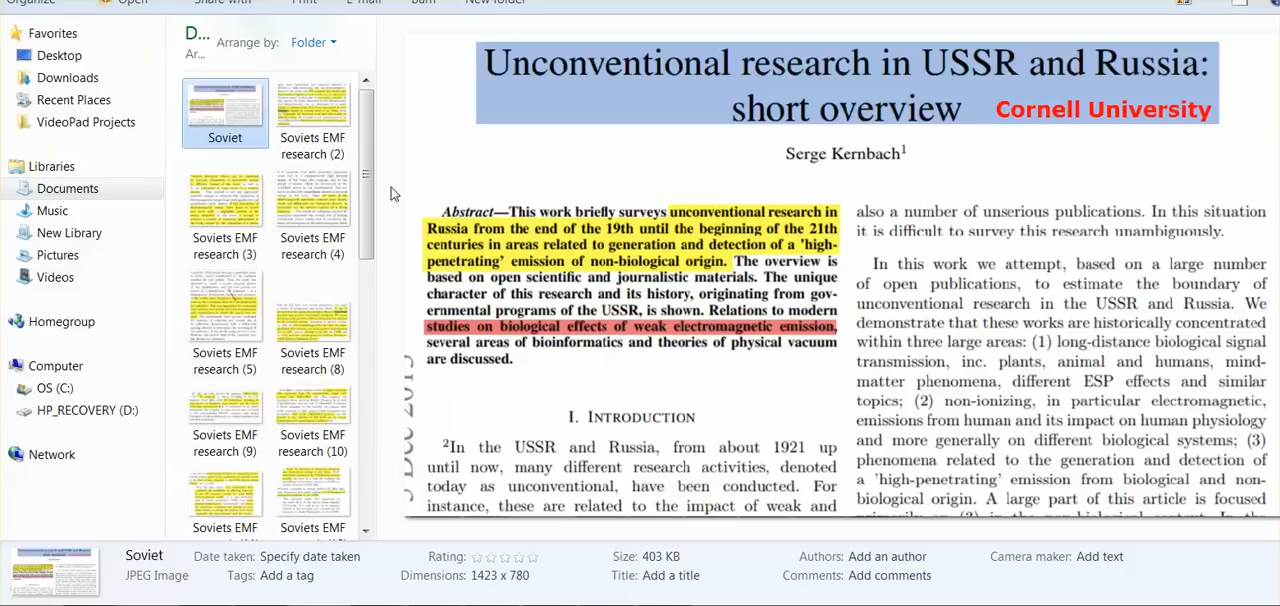 Organize
Open
Share with
Print
E-mail
Burn
New folder
Favorites
Desktop
Downloads
Recent Places
VideoPad Projects
Libraries
Documents
Music
New Library
Pictures
Videos
Homegroup
Computer
OS (C:)
HP_RECOVERY (D:)
Network
D...
Ar...
Arrange by: Folder
Soviet
Soviets EMF
research (2)
Soviets EMF
research (3)
Soviets EMF
research (4)
Soviets EMF
research (5)
Soviets EMF
research (8)
Soviets EMF
research (9)
Soviets EMF
research (10)
Soviets EMF
Soviets EMF
Unconventional research in USSR and Russia:
short overview
Cornell University
Serge Kernbach1
Abstract—This work briefly surveys unconventional research in
Russia from the end of the 19th until the beginning of the 21th
centuries in areas related to generation and detection of a 'high-
penetrating' emission of non-biological origin. The overview is
based on open scientific and journalistic materials. The unique
character of this research and its history, originating from gov-
ernmental programs of the USSR, is shown. Relations to modern
studies on biological effects of weak electromagnetic emission,
several areas of bioinformatics and theories of physical vacuum
are discussed.
I. INTRODUCTION
2In the USSR and Russia from about 1921 up
until now, many different research activities, denoted
today as unconventional, have been conducted. For
instance, these are related to the impact of weak and
also a number of unserious publications. In this situation
it is difficult to survey this research unambiguously.
In this work we attempt, based on a large number
of open publications, to estimate the boundary of
unconventional research in the USSR and Russia. We
demonstrate that these works are historically concentrated
within three large areas: (1) long-distance biological signal
transmission, inc. plants, animal and humans, mind-
matter phenomena, different ESP effects and similar
topics, (2) non-ionizing, in particular electromagnetic,
emissions from human and its impact on human physiology
and more generally on different biological systems; (3)
phenomena related to the generation and detection of
a 'high-penetrating' emission from biological and non-
biological origin. A large part of this article is focused
Soviet
JPEG Image
Date taken: Specify date taken
Tags: Add a tag
Rating:
Dimensions: 1423 x 780
Size: 403 KB
Title: Add a title
Authors: Add an author
Comments: Add comments
Camera maker: Add text